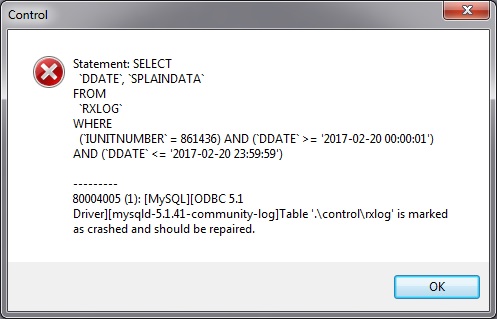 Control
Statement: SELECT
`DDATE`, `SPLAINDATA`
FROM
`RXLOG`
WHERE
(`IUNITNUMBER` = 861436) AND (`DDATE` >= '2017-02-20 00:00:01')
AND (`DDATE` <= '2017-02-20 23:59:59')
---------
80004005 (1): [MySQL][ODBC 5.1
Driver][mysqld-5.1.41-community-log]Table '.\control\rxlog' is marked
as crashed and should be repaired.
OK